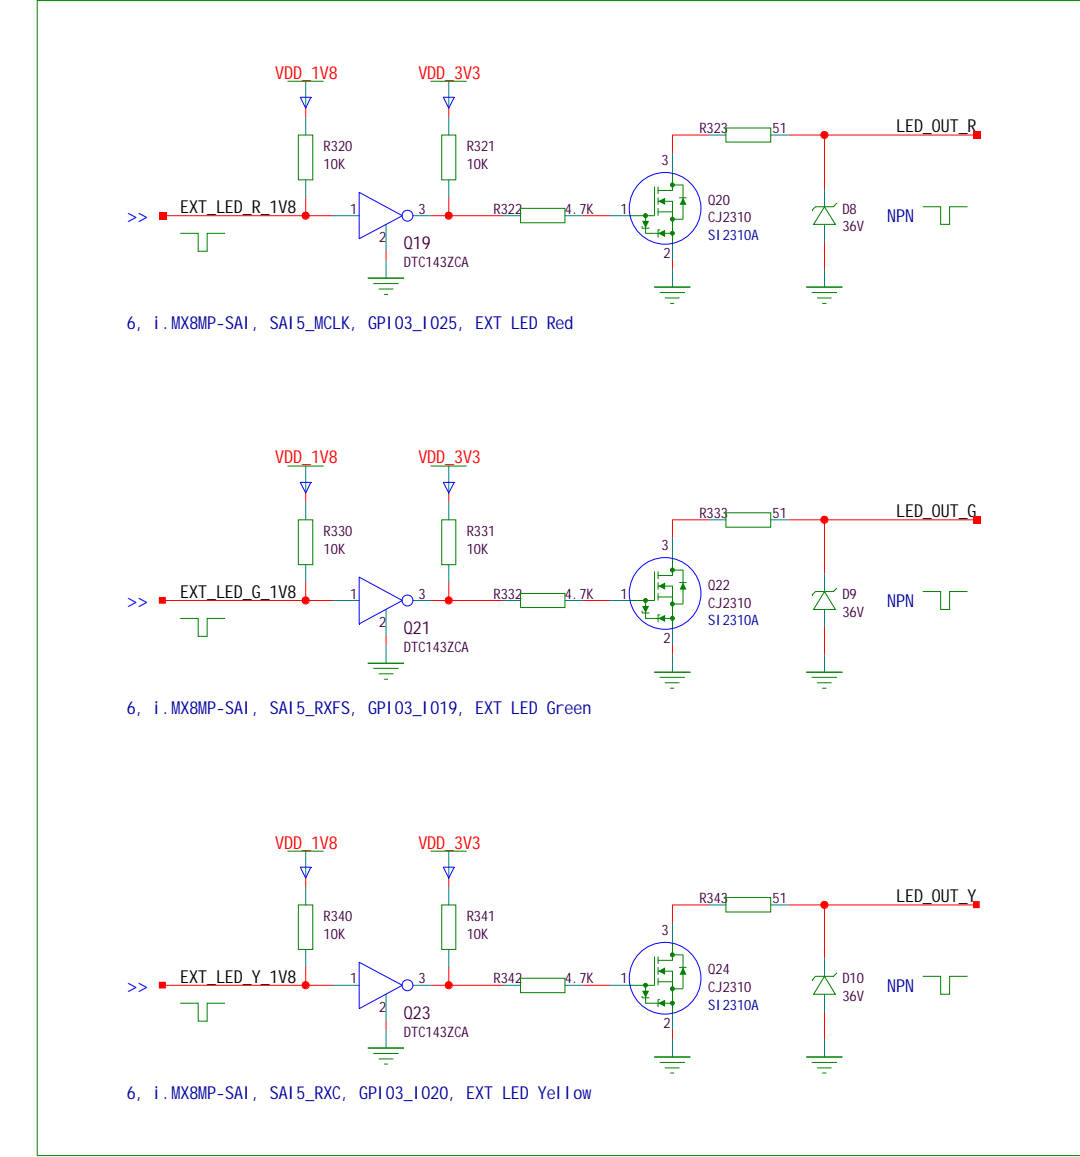 VDD_1V8 VDD_3V3
R323 51 LED_OUT_R
R320 R321
10K 10K
3
Q20
CJ2310
SI2310A
>> EXT_LED_R_1V8 1 3 R322 4.7K 1 D8 NPN
36V
2 Q19 2
DTC143ZCA
6, i.MX8MP-SAI, SAI5_MCLK, GPIO3_IO25, EXT LED Red
VDD_1V8 VDD_3V3
R333 51 LED_OUT_G
R330 R331
10K 10K
3
Q22
CJ2310
SI2310A
>> EXT_LED_G_1V8 1 3 R332 4.7K 1 D9 NPN
36V
2 Q21 2
DTC143ZCA
6, i.MX8MP-SAI, SAI5_RXFS, GPIO3_IO19, EXT LED Green
VDD_1V8 VDD_3V3
R343 51 LED_OUT_Y
R340 R341
10K 10K
3
Q24
CJ2310
SI2310A
>> EXT_LED_Y_1V8 1 3 R342 4.7K 1 D10 NPN
36V
2 Q23 2
DTC143ZCA
6, i.MX8MP-SAI, SAI5_RXC, GPIO3_IO20, EXT LED Yellow